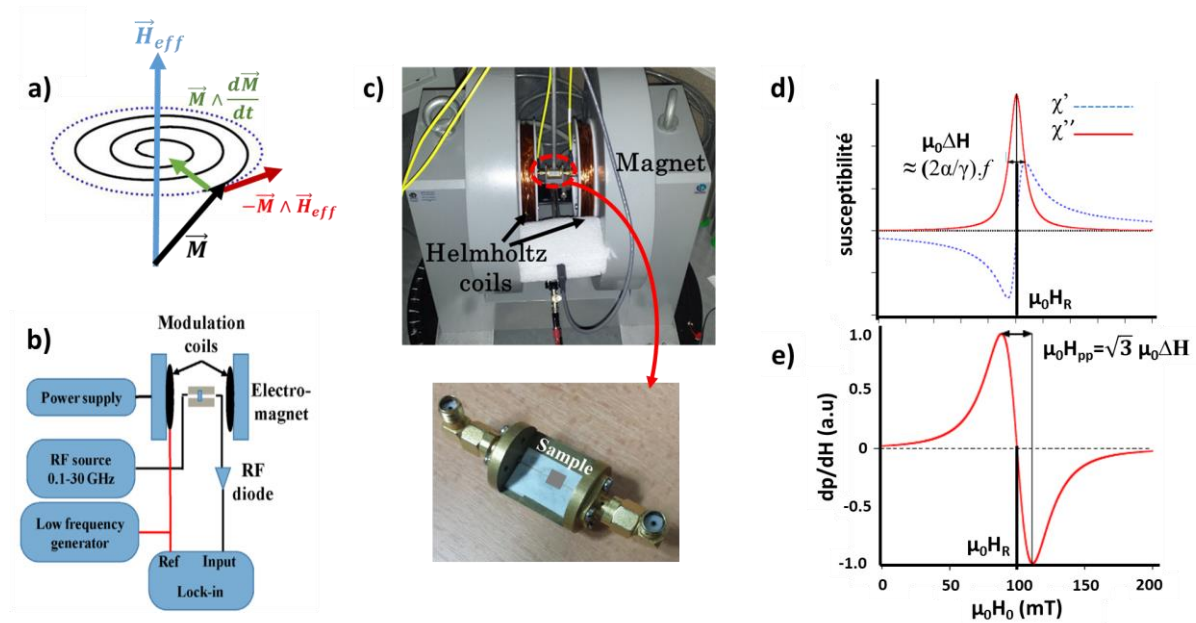 a)
H⃗eff
M⃗ ∧ dM⃗/dt
-M⃗ ∧ H⃗eff
M⃗
b)
Modulation
coils
Power supply
Electro-
magnet
RF source
0.1-30 GHz
RF
diode
Low frequency
generator
Ref
Input
Lock-in
c)
Magnet
Helmholtz
coils
Sample
d)
χ'
χ''
μ₀ΔH
≈ (2α/γ).f
susceptibilité
μ₀H_R
e)
1.0
0.5
0
-0.5
-1.0
dp/dH (a.u)
μ₀Hpp=√3 μ₀ΔH
μ₀H_R
0
50
100
150
200
μ₀H₀ (mT)